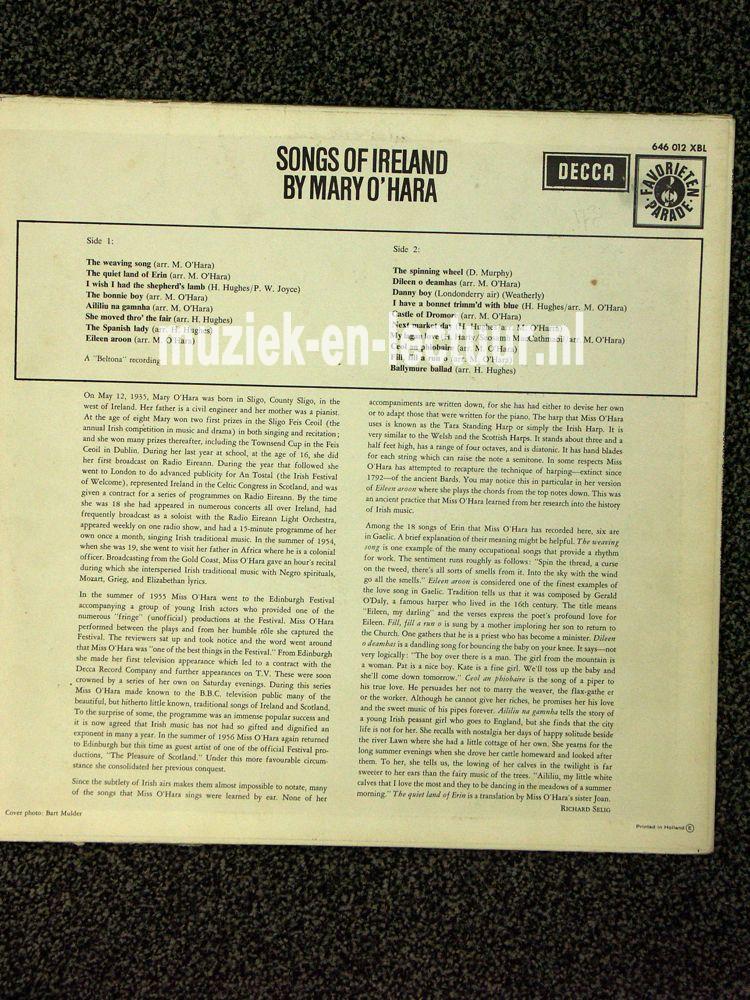 646 012 XBL
SONGS OF IRELAND
BY MARY O'HARA
DECCA
FAVORIETEN
PARADE
Side 1:
The weaving song (arr. M. O'Hara)
The quiet land of Erin (arr. M. O'Hara)
I wish I had the shepherd's lamb (H. Hughes/P. W. Joyce)
The bonnie boy (arr. M. O'Hara)
Aililiu na gamnha (arr. M. O'Hara)
She moved thro' the fair (arr. H. Hughes)
The Spanish lady (arr. H. Hughes)
Eileen aroon (arr. M. O'Hara)
A "Beltona" recording
Side 2:
The spinning wheel (D. Murphy)
Dileen o deamhas (arr. M. O'Hara)
Danny boy (Londonderry air) (Weatherly)
I have a bonnet trimm'd with blue (H. Hughes/arr. M. O'Hara)
Castle of Dromor (arr. M. O'Hara)
Next market day (H. Hughes/arr. M. O'Hara)
My love (H. Harty/Seosamh MacCathmaoil/arr. M. O'Hara)
Ceol an phiobaire (arr. M. O'Hara)
Fill, fill a run o (arr. M. O'Hara)
Ballymure ballad (arr. H. Hughes)
muziek-en-lectuur.nl
On May 12, 1935, Mary O'Hara was born in Sligo, County Sligo, in the
west of Ireland. Her father is a civil engineer and her mother was a pianist.
At the age of eight Mary won two first prizes in the Sligo Feis Ceoil (the
annual Irish competition in music and drama) in both singing and recitation;
and she won many prizes thereafter, including the Townsend Cup in the Feis
Ceoil in Dublin. During her last year at school, at the age of 16, she did
her first broadcast on Radio Eireann. During the year that followed she
went to London to do advanced publicity for An Tostal (the Irish Festival
of Welcome), represented Ireland in the Celtic Congress in Scotland, and was
given a contract for a series of programmes on Radio Eireann. By the time
she was 18 she had appeared in numerous concerts all over Ireland, had
frequently broadcast as a soloist with the Radio Eireann Light Orchestra,
appeared weekly on one radio show, and had a 15-minute programme of her
own once a month, singing Irish traditional music. In the summer of 1954,
when she was 19, she went to visit her father in Africa where he is a colonial
officer. Broadcasting from the Gold Coast, Miss O'Hara gave an hour's recital
during which she interspersed Irish traditional music with Negro spirituals,
Mozart, Grieg, and Elizabethan lyrics.
In the summer of 1955 Miss O'Hara went to the Edinburgh Festival
accompanying a group of young Irish actors who provided one of the
numerous "fringe" (unofficial) productions at the Festival. Miss O'Hara
performed between the plays and from her humble rôle she captured the
Festival. The reviewers sat up and took notice and the word went around
that Miss O'Hara was "one of the best things in the Festival." From Edinburgh
she made her first television appearance which led to a contract with the
Decca Record Company and further appearances on T.V. These were soon
crowned by a series of her own on Saturday evenings. During this series
Miss O'Hara made known to the B.B.C. television public many of the
beautiful, but hitherto little known, traditional songs of Ireland and Scotland.
To the surprise of some, the programme was an immense popular success and
it is now agreed that Irish music has not had so gifted and dignified an
exponent in many a year. In the summer of 1956 Miss O'Hara again returned
to Edinburgh but this time as guest artist of one of the official Festival pro-
ductions, "The Pleasure of Scotland." Under this more favourable circum-
stance she consolidated her previous conquest.
Since the subtlety of Irish airs makes them almost impossible to notate, many
of the songs that Miss O'Hara sings were learned by ear. None of her
accompaniments are written down, for she has had either to devise her own
or to adapt those that were written for the piano. The harp that Miss O'Hara
uses is known as the Tara Standing Harp or simply the Irish Harp. It is
very similar to the Welsh and the Scottish Harps. It stands about three and a
half feet high, has a range of four octaves, and is diatonic. It has hand blades
for each string which can raise the note a semitone. In some respects Miss
O'Hara has attempted to recapture the technique of harping—extinct since
1792—of the ancient Bards. You may notice this in particular in her version
of Eileen aroon where she plays the chords from the top notes down. This was
an ancient practice that Miss O'Hara learned from her research into the history
of Irish music.
Among the 18 songs of Erin that Miss O'Hara has recorded here, six are
in Gaelic. A brief explanation of their meaning might be helpful. The weaving
song is one example of the many occupational songs that provide a rhythm
for work. The sentiment runs roughly as follows: "Spin the thread, a curse
on the tweed, there's all sorts of smells from it. Into the sky with the wind
go all the smells." Eileen aroon is considered one of the finest examples of
the love song in Gaelic. Tradition tells us that it was composed by Gerald
O'Daly, a famous harper who lived in the 16th century. The title means
"Eileen, my darling" and the verses express the poet's profound love for
Eileen. Fill, fill a run o is sung by a mother imploring her son to return to
the Church. One gathers that he is a priest who has become a minister. Dileen
o deamhas is a dandling song for bouncing the baby on your knee. It says—not
very logically: "The boy over there is a man. The girl from the mountain is
a woman. Pat is a nice boy. Kate is a fine girl. We'll toss up the baby and
she'll come down tomorrow." Ceol an phiobaire is the song of a piper to
his true love. He persuades her not to marry the weaver, the flax-gathe er
or the worker. Although he cannot give her riches, he promises her his love
and the sweet music of his pipes forever. Aililiu na gamnha tells the story of
a young Irish peasant girl who goes to England, but she finds that the city
life is not for her. She recalls with nostalgia her days of happy solitude beside
the river Lawn where she had a little cottage of her own. She yearns for the
long summer evenings when she drove her cattle homeward and looked after
them. To her, she tells us, the lowing of her calves in the twilight is far
sweeter to her ears than the fairy music of the trees. "Aililiu, my little white
calves that I love the most and they to be dancing in the meadows of a summer
morning." The quiet land of Erin is a translation by Miss O'Hara's sister Joan.
RICHARD SELIG
Cover photo: Bart Mulder
Printed in Holland E